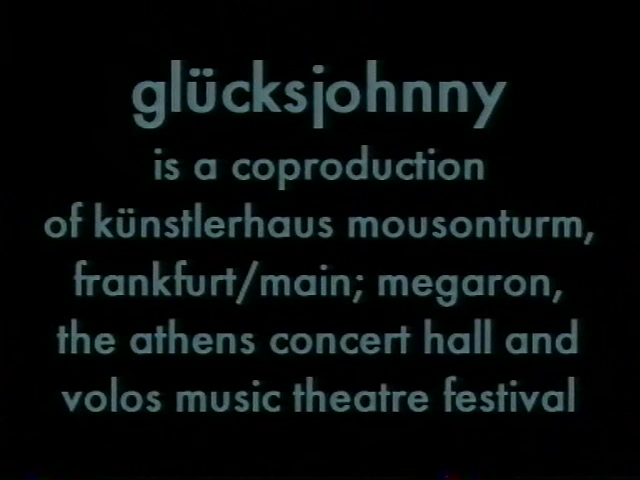 glücksjohnny
is a coproduction
of künstlerhaus mousonturm,
frankfurt/main; megaron,
the athens concert hall and
volos music theatre festival